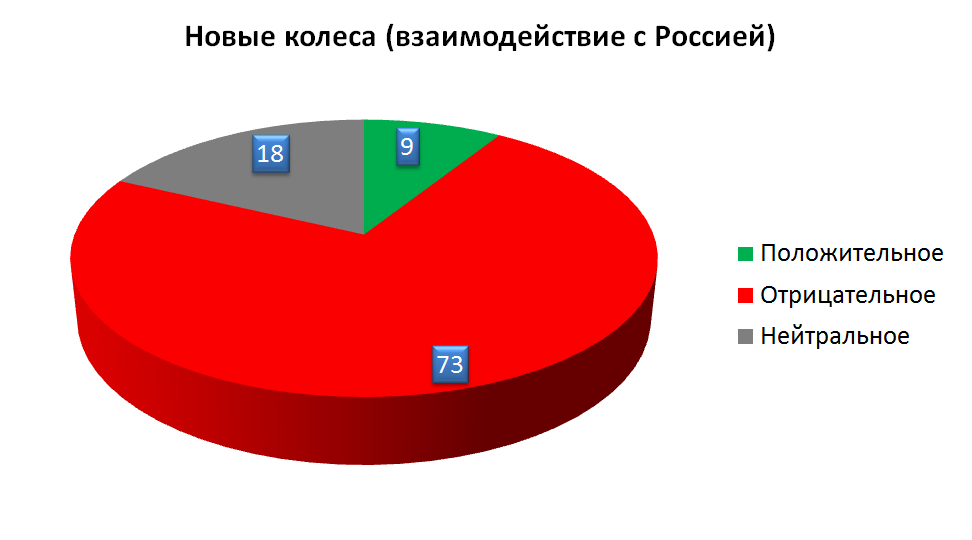 Новые колеса (взаимодействие с Россией)
18
9
73
Положительное
Отрицательное
Нейтральное